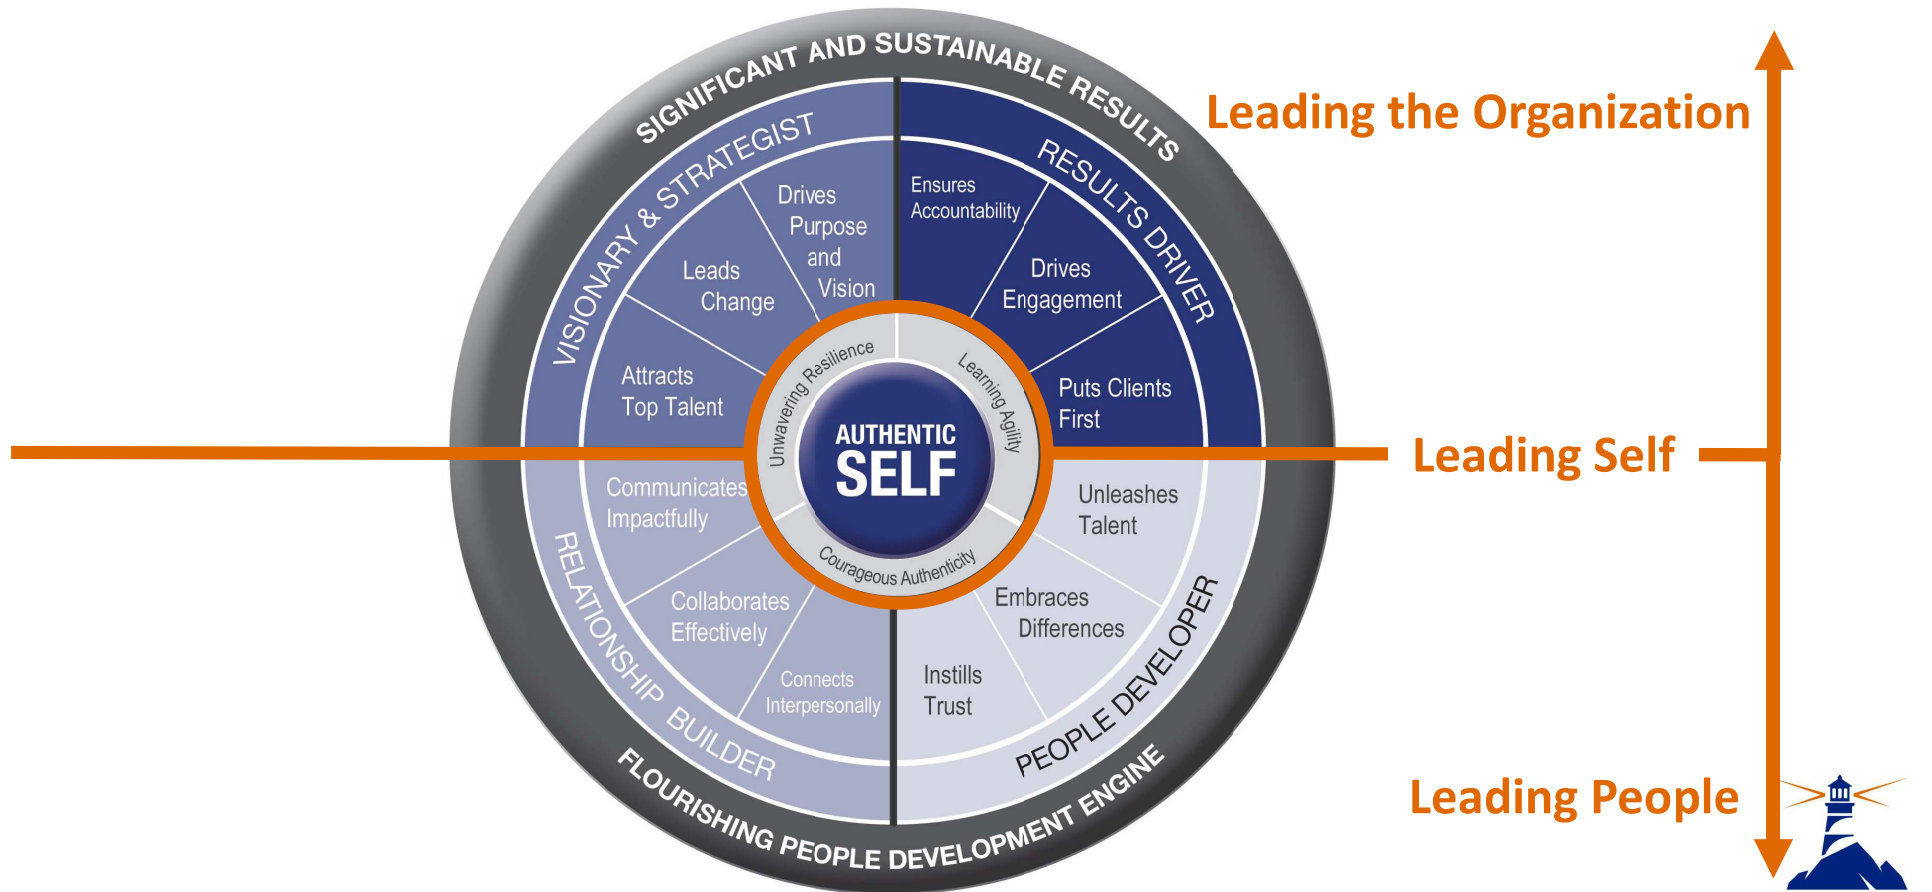 SIGNIFICANT AND SUSTAINABLE RESULTS
Leading the Organization
VISIONARY & STRATEGIST
RESULTS DRIVER
Drives
Purpose
and
Vision
Leads
Change
Attracts
Top Talent
Ensures
Accountability
Drives
Engagement
Puts Clients
First
Unwavering Resilience
Learning Agility
Courageous Authenticity
AUTHENTIC
SELF
Leading Self
Communicates
Impactfully
Collaborates
Effectively
Connects
Interpersonally
Unleashes
Talent
Embraces
Differences
Instills
Trust
RELATIONSHIP BUILDER
PEOPLE DEVELOPER
FLOURISHING PEOPLE DEVELOPMENT ENGINE
Leading People